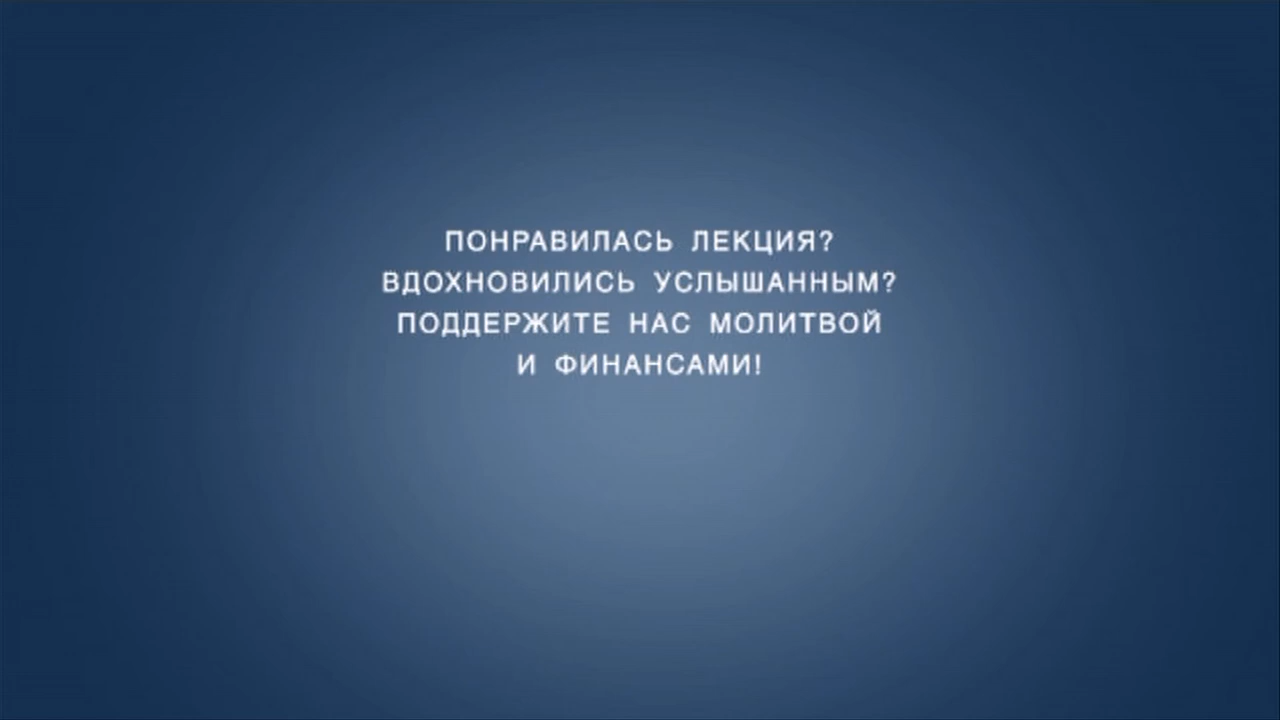 ПОНРАВИЛАСЬ ЛЕКЦИЯ?
ВДОХНОВИЛИСЬ УСЛЫШАННЫМ?
ПОДДЕРЖИТЕ НАС МОЛИТВОЙ
И ФИНАНСАМИ!